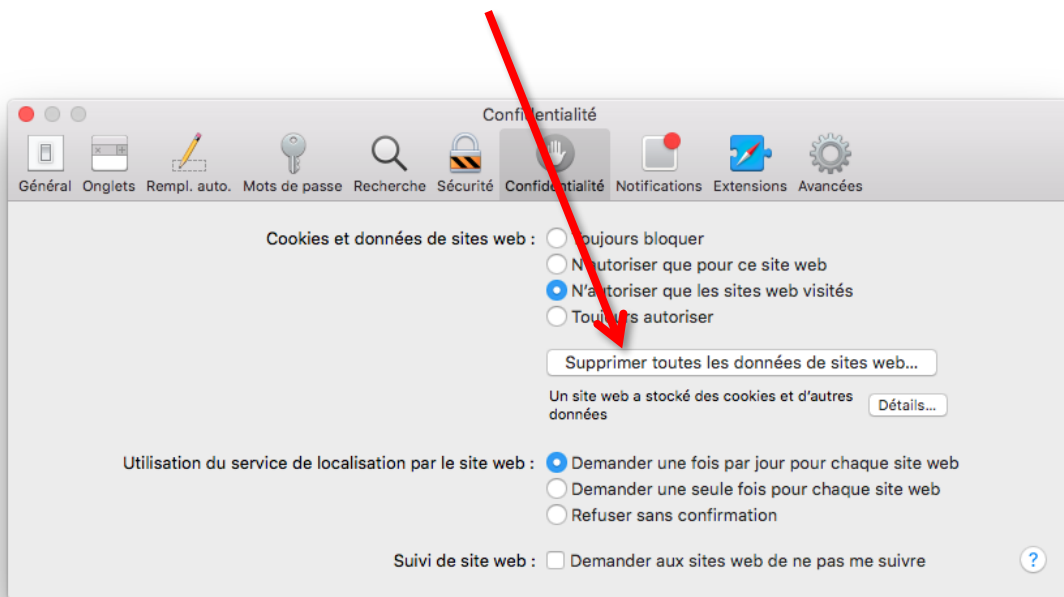 Confidentialité
Général Onglets Rempl. auto. Mots de passe Recherche Sécurité Confidentialité Notifications Extensions Avancées
Cookies et données de sites web : Toujours bloquer
N'autoriser que pour ce site web
N'autoriser que les sites web visités
Toujours autoriser
Supprimer toutes les données de sites web...
Un site web a stocké des cookies et d'autres
données
Détails...
Utilisation du service de localisation par le site web : Demander une fois par jour pour chaque site web
Demander une seule fois pour chaque site web
Refuser sans confirmation
Suivi de site web : Demander aux sites web de ne pas me suivre ?